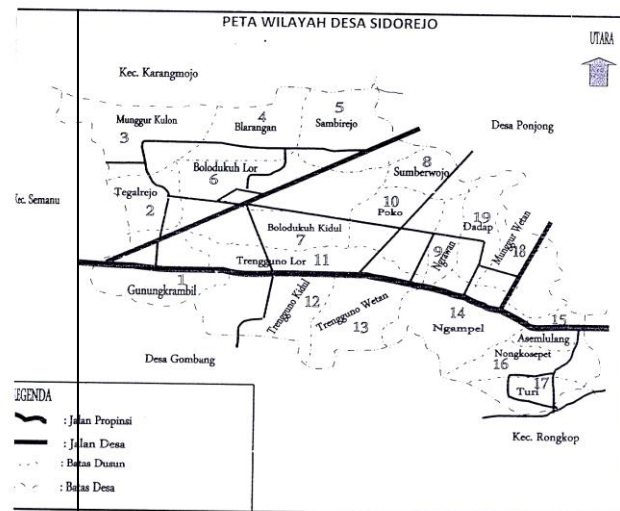 PETA WILAYAH DESA SIDOREJO
UTARA
Kec. Karangmojo
5
Sambirejo
4
Blarangan
Munggur Kulon
3
Desa Ponjong
8
Sumberwojo
Bolodukuh Lor
6
Kec. Semanu
Tegalrejo
2
10
Poko
19
Dadap
Bolodukuh Kidul
7
9
Ngrawan
Munggur Wetan
18
Trengguno Lor
11
1
Gunungkrambil
Trengguno Kidul
12
Trengguno Wetan
13
14
Ngampel
15
Asemlulang
Nongkosepet
16
17
Turi
Desa Gombang
Kec. Rongkop
LEGENDA
: Jalan Propinsi
: Jalan Desa
: Batas Dusun
: Batas Desa